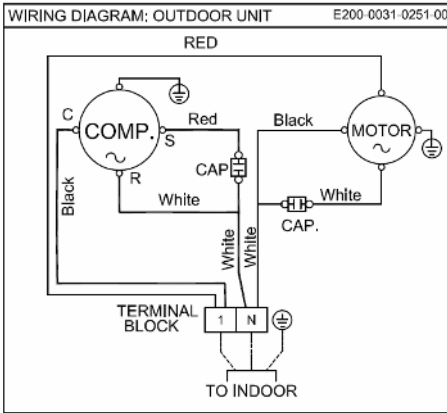 WIRING DIAGRAM: OUTDOOR UNIT E200-0031-0251-00
RED
C
COMP.
S
Red
Black
MOTOR
R
CAP
White
White
CAP.
Black
White
White
TERMINAL
BLOCK
1 N
TO INDOOR